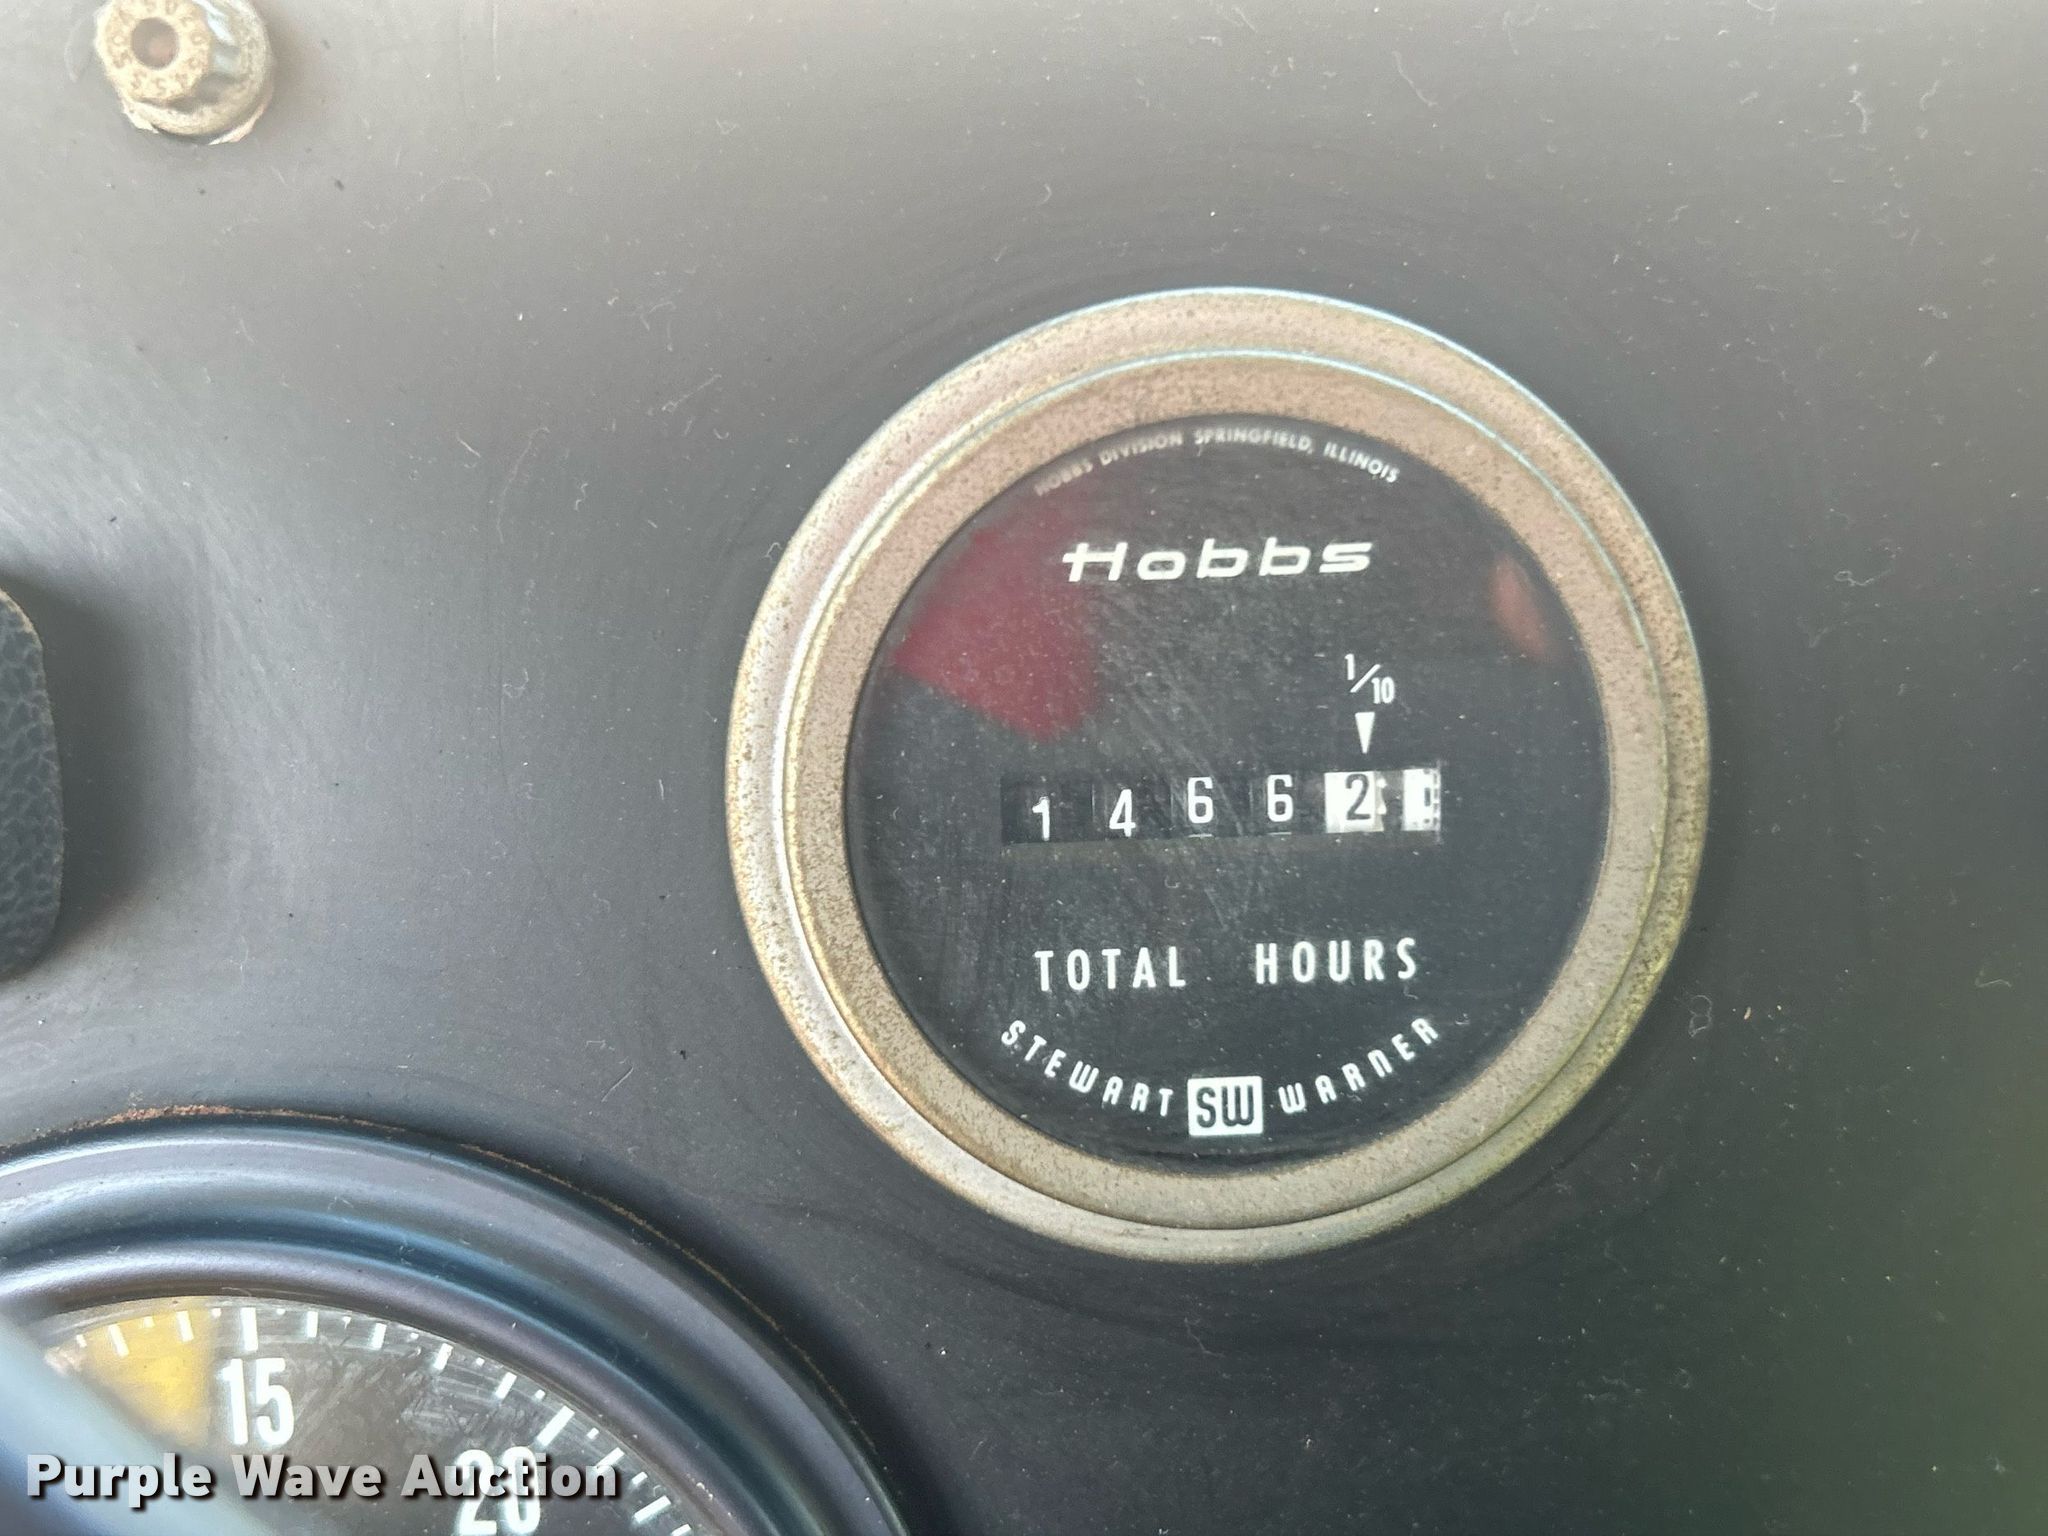 HOBBS DIVISION SPRINGFIELD, ILLINOIS
Hobbs
1/10
1 4 6 6 2
TOTAL HOURS
STEWART SW WARNER
15
20
Purple Wave Auction